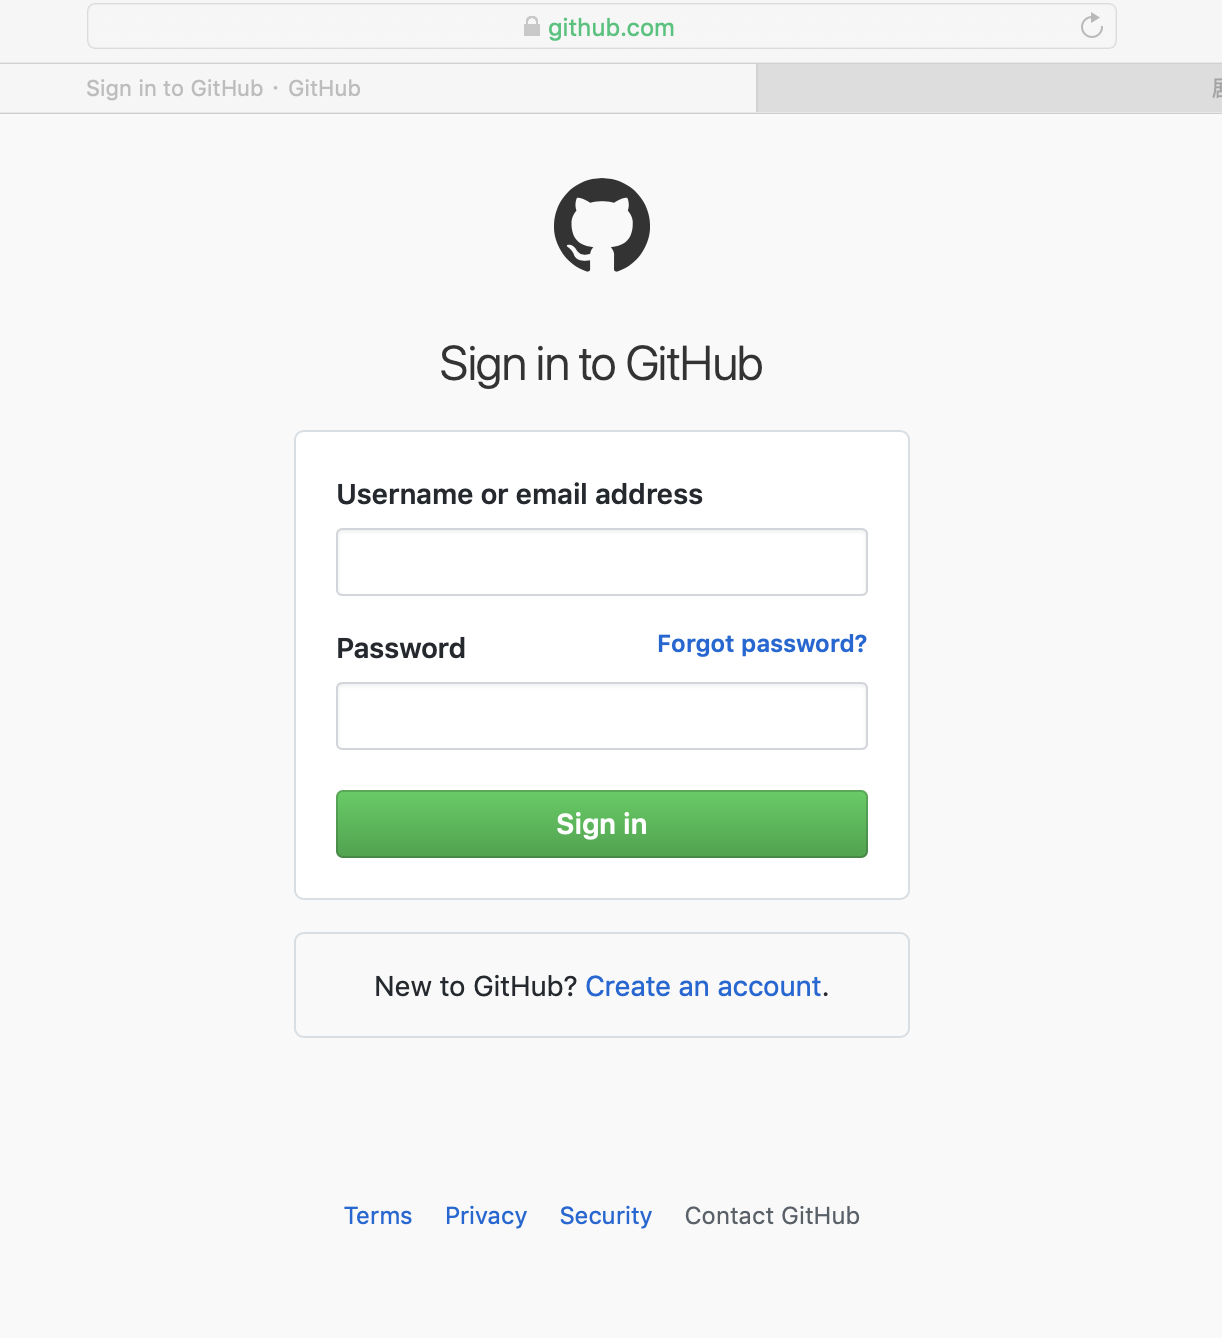 github.com
Sign in to GitHub · GitHub
Sign in to GitHub
Username or email address
Password
Forgot password?
Sign in
New to GitHub? Create an account.
Terms Privacy Security Contact GitHub